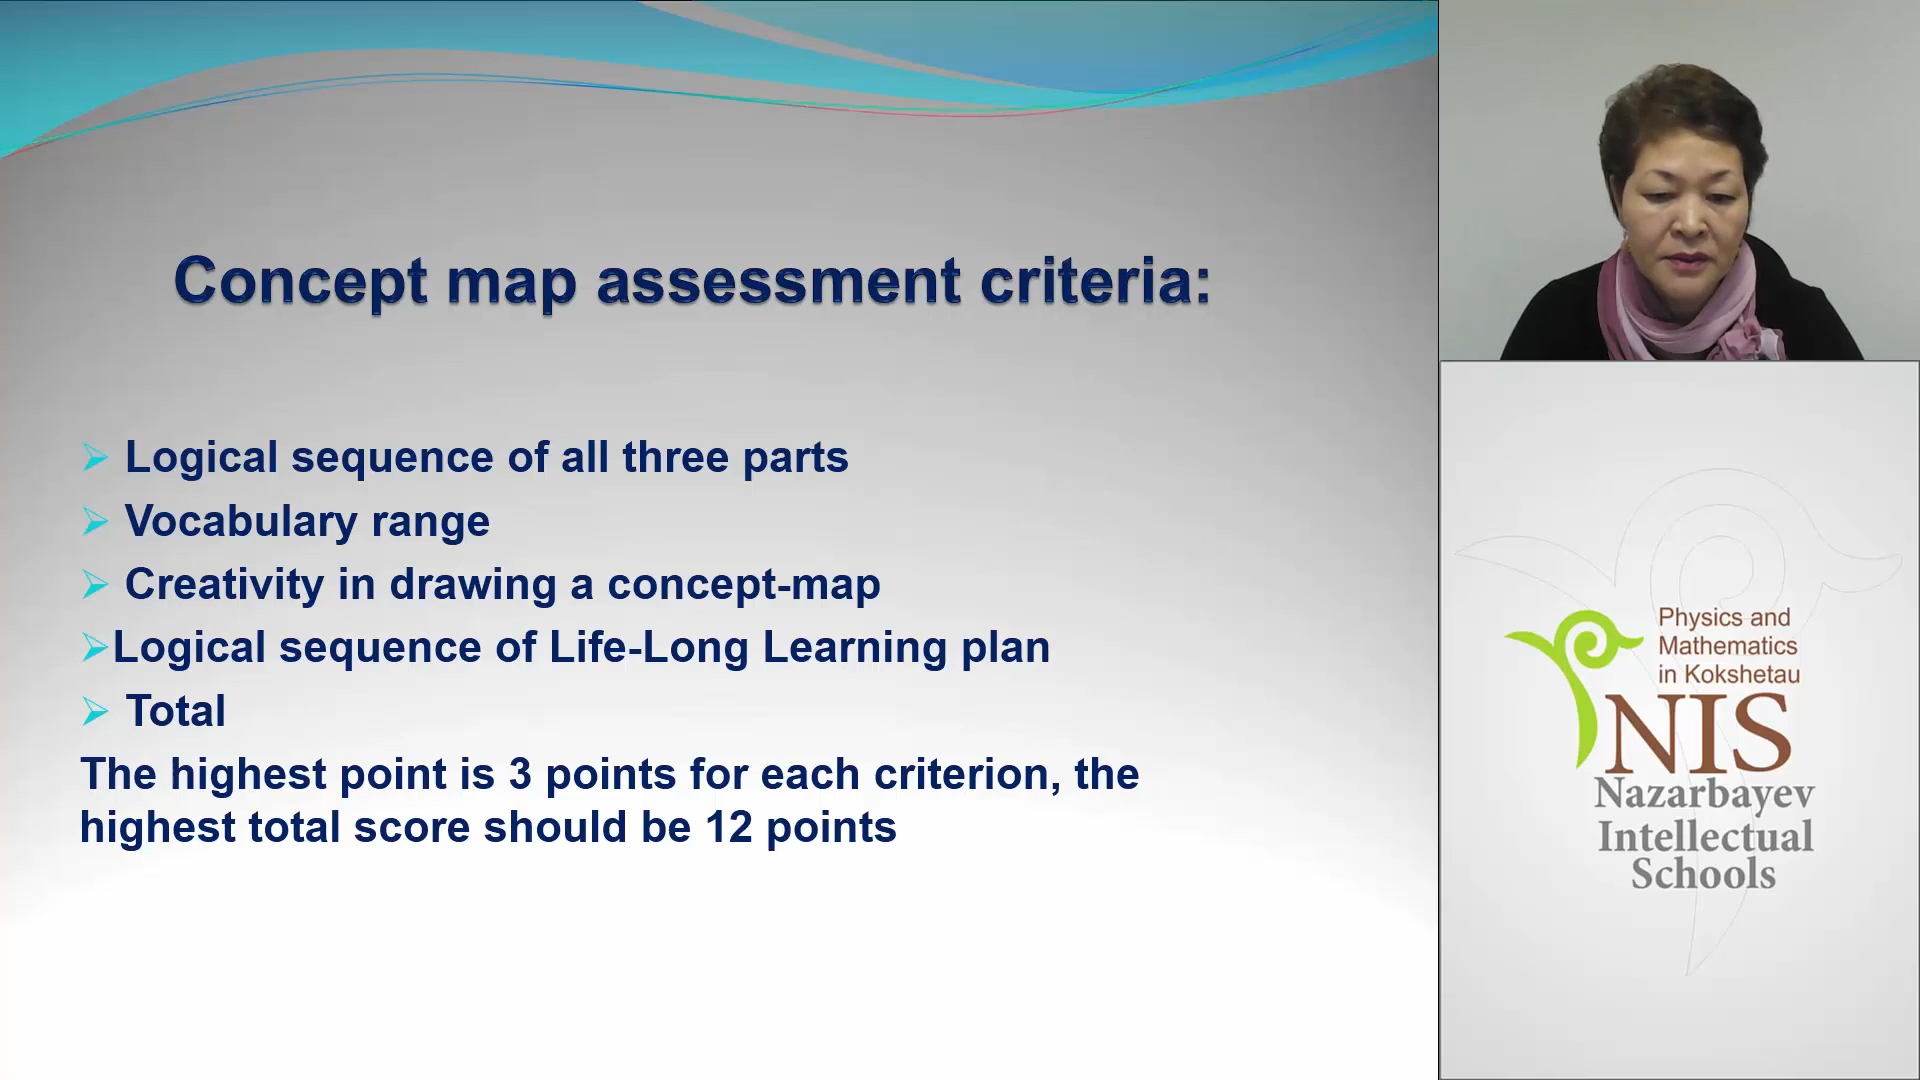 Concept map assessment criteria:
Logical sequence of all three parts
Vocabulary range
Creativity in drawing a concept-map
Logical sequence of Life-Long Learning plan
Total
The highest point is 3 points for each criterion, the
highest total score should be 12 points
Physics and
Mathematics
in Kokshetau
NIS
Nazarbayev
Intellectual
Schools